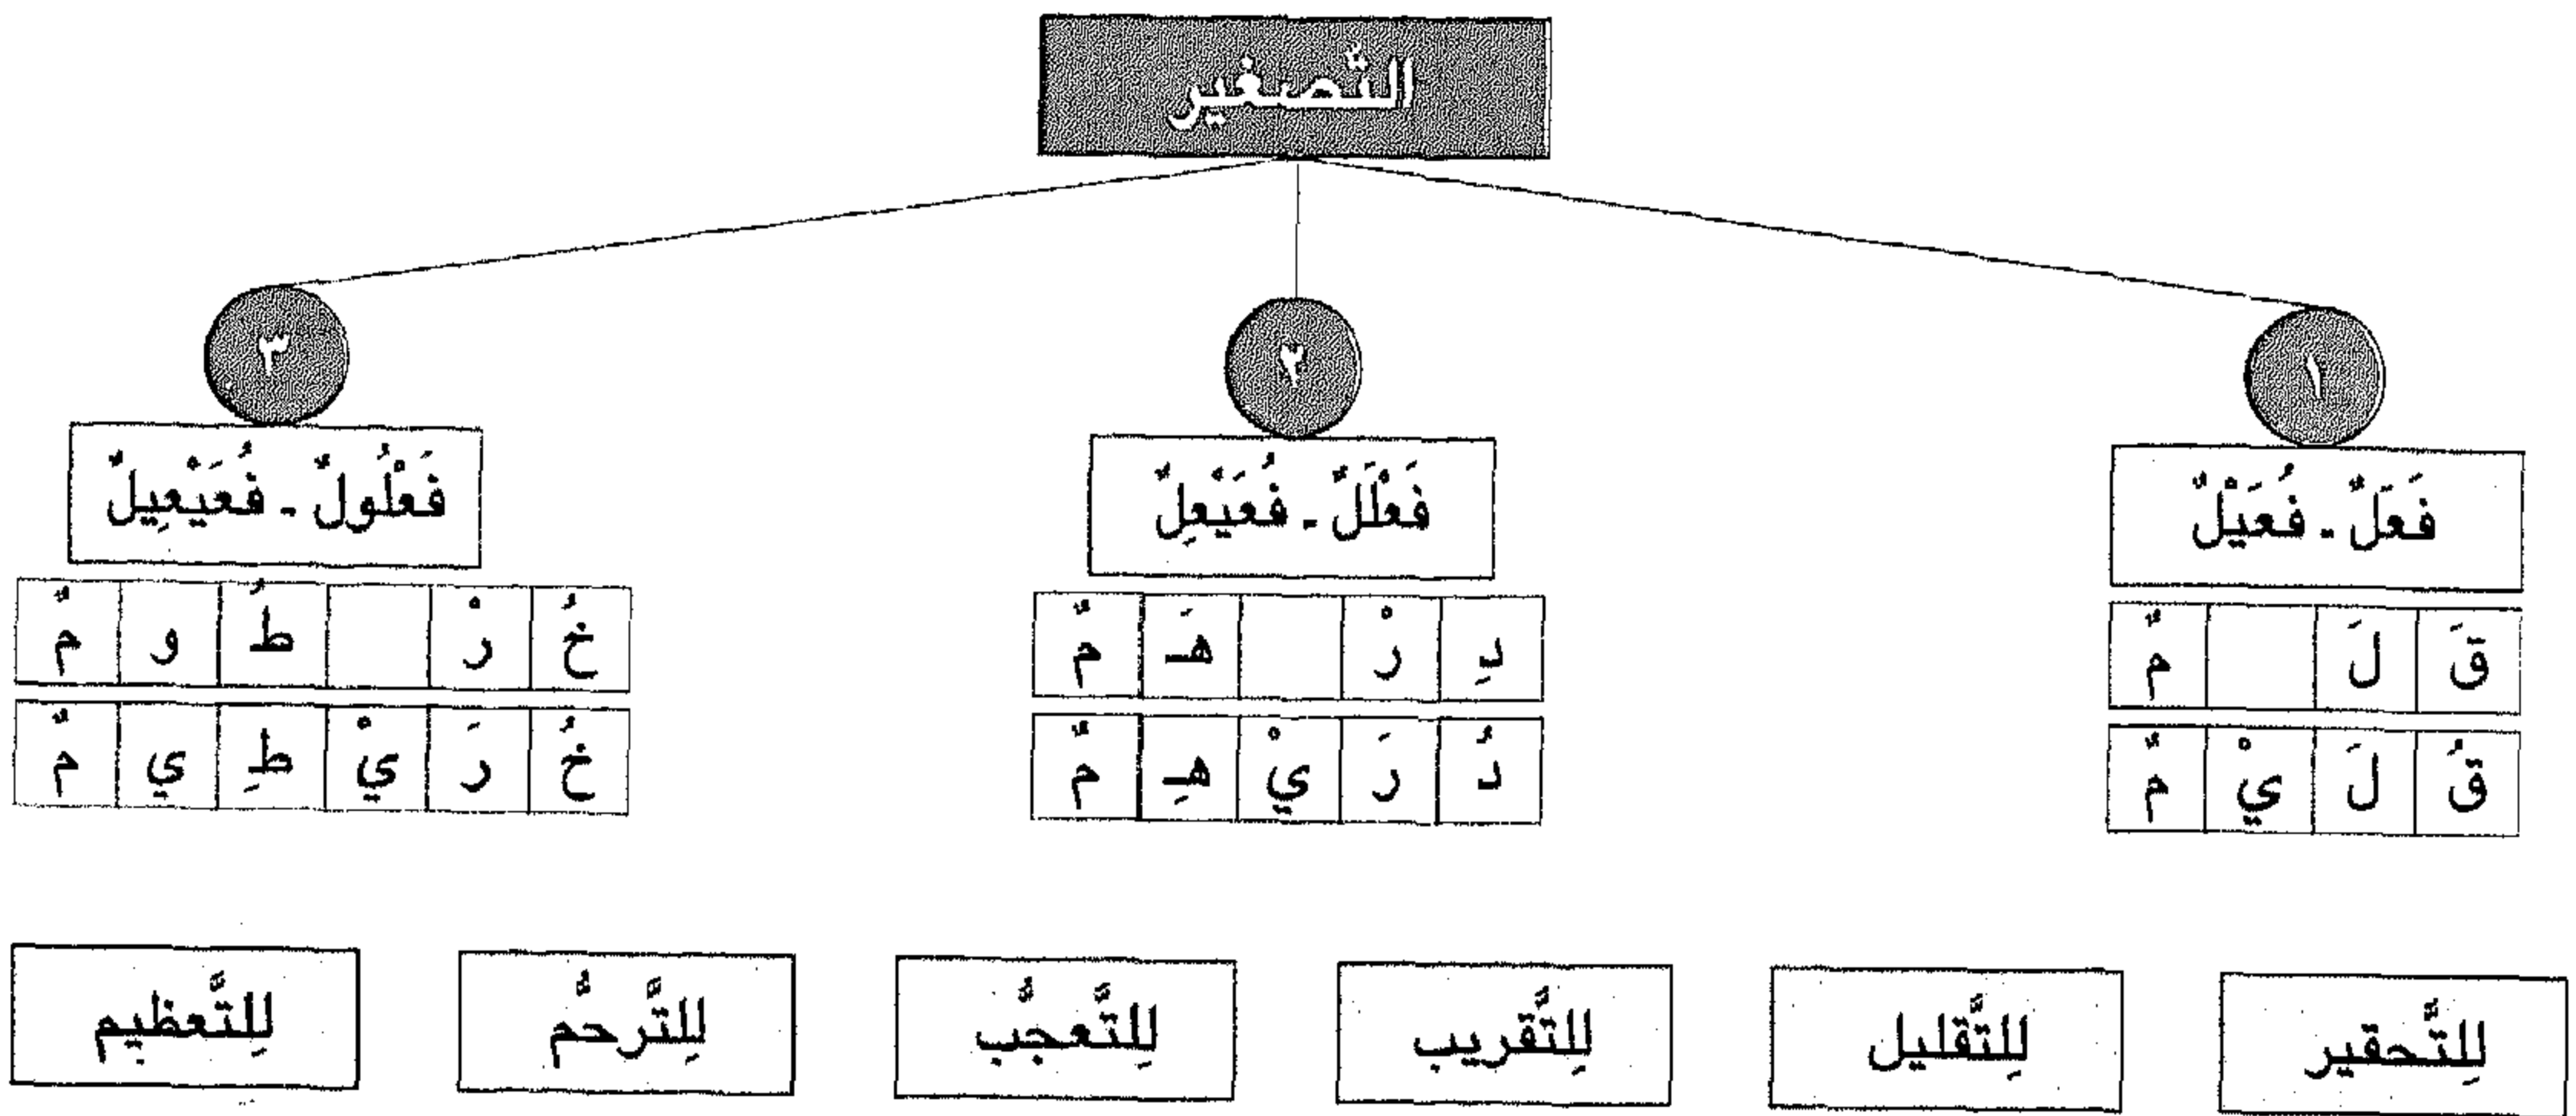 التَّصغير
١
٢
٣
فَعَلٌ - فُعَيْلٌ
فَعْلَلٌ - فُعَيْعِلٌ
فَعْلُولٌ - فُعَيْعِيلٌ
قَ لَ مٌ
قُ لَ يْ مٌ
دِ رْ هَـ مٌ
دُ رَ يْ هِـ مٌ
خُ رْ طُ و مٌ
خُ رَ يْ طِ ي مٌ
لِلتَّحقير
لِلتَّقليل
لِلتَّقريب
لِلتَّعجُّب
لِلتَّرحُّم
لِلتَّعظيم